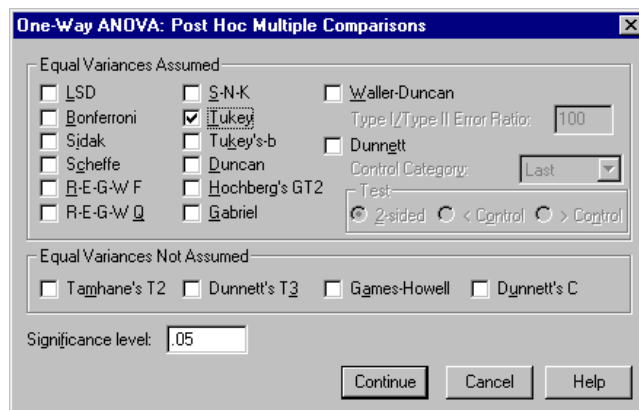 One-Way ANOVA: Post Hoc Multiple Comparisons
Equal Variances Assumed
LSD S-N-K Waller-Duncan
Bonferroni Tukey Type I/Type II Error Ratio: 100
Sidak Tukey's-b Dunnett
Scheffe Duncan Control Category: Last
R-E-G-W F Hochberg's GT2 Test
R-E-G-W Q Gabriel 2-sided < Control > Control
Equal Variances Not Assumed
Tamhane's T2 Dunnett's T3 Games-Howell Dunnett's C
Significance level: .05
Continue Cancel Help